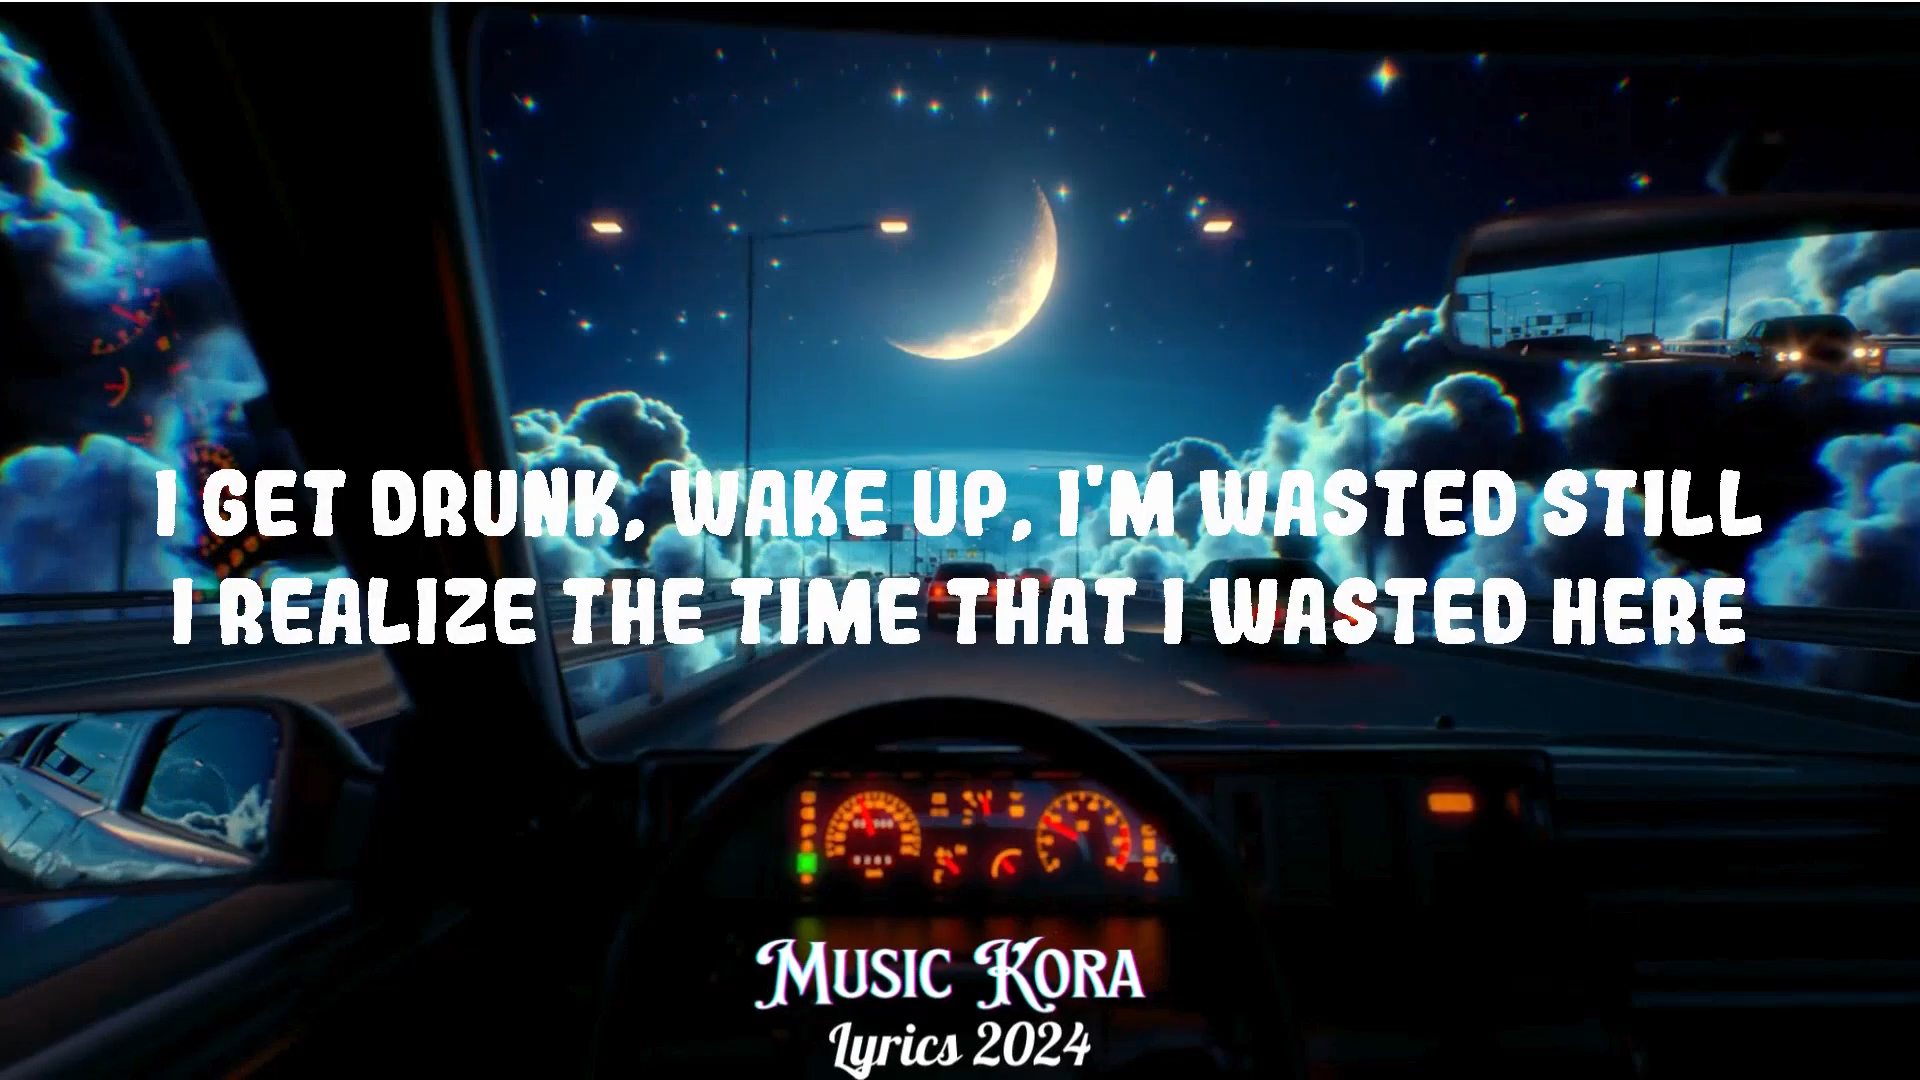 I GET DRUNK, WAKE UP, I'M WASTED STILL
I REALIZE THE TIME THAT I WASTED HERE
MUSIC KORA
Lyrics 2024